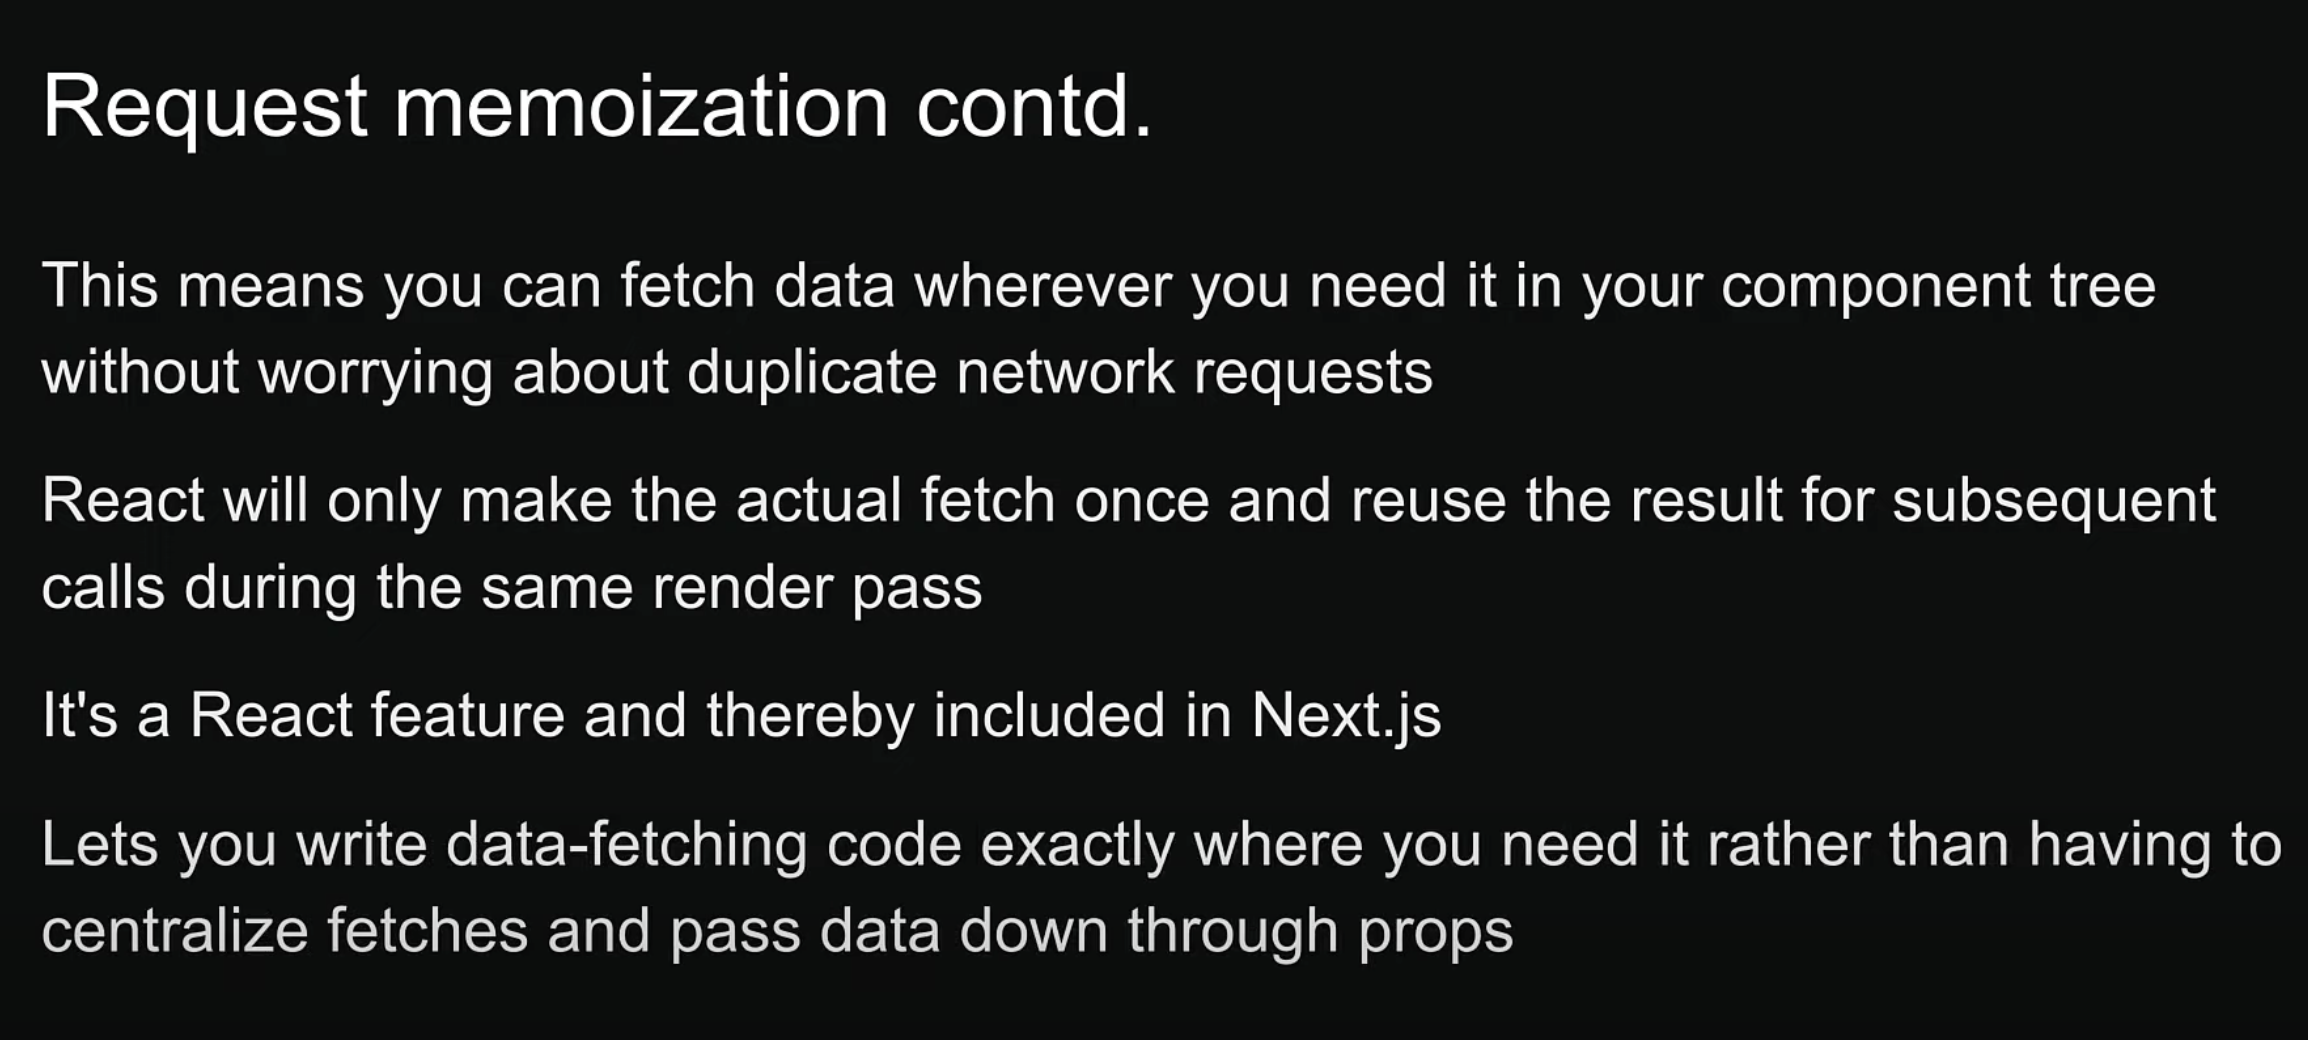 Request memoization contd.
This means you can fetch data wherever you need it in your component tree
without worrying about duplicate network requests
React will only make the actual fetch once and reuse the result for subsequent
calls during the same render pass
It's a React feature and thereby included in Next.js
Lets you write data-fetching code exactly where you need it rather than having to
centralize fetches and pass data down through props